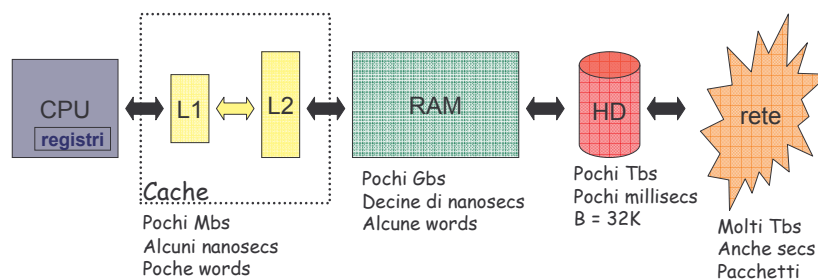 CPU
registri
L1
L2
Cache
Pochi Mbs
Alcuni nanosecs
Poche words
RAM
Pochi Gbs
Decine di nanosecs
Alcune words
HD
Pochi Tbs
Pochi millisecs
B = 32K
rete
Molti Tbs
Anche secs
Pacchetti